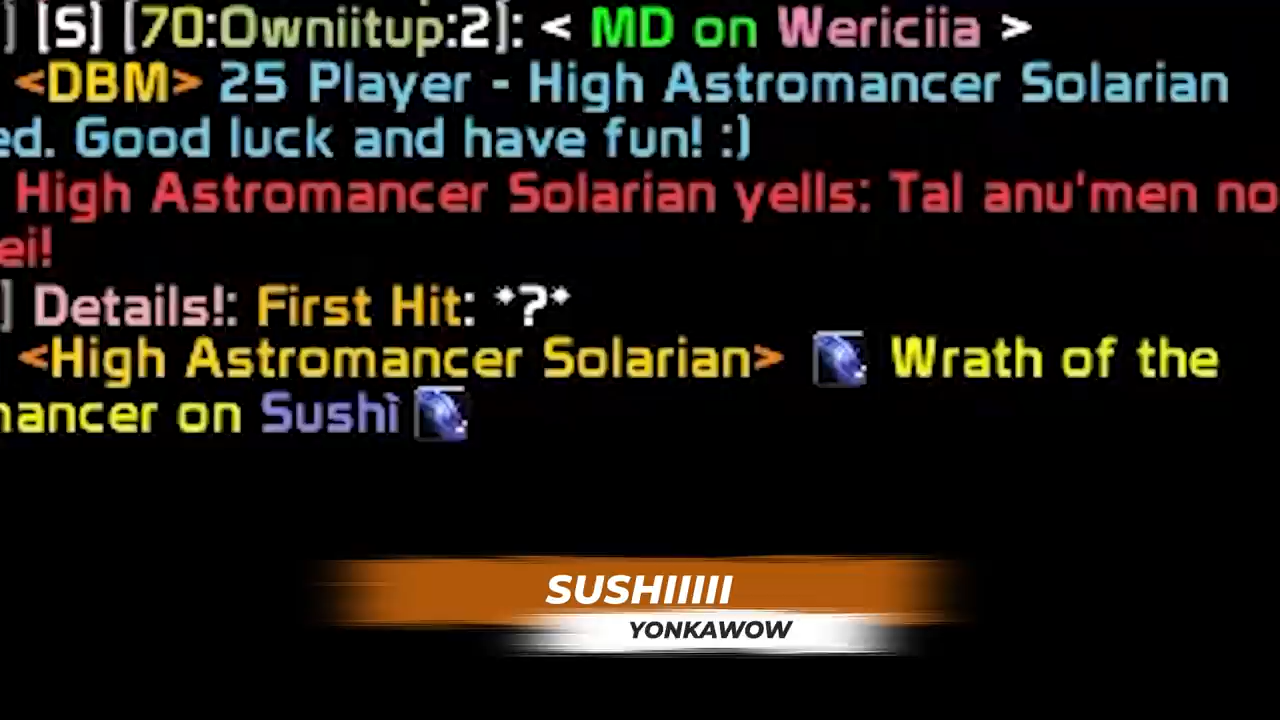 ] [S] [70:Owniitup:2]: < MD on Wericiia >
<DBM> 25 Player - High Astromancer Solarian
ed. Good luck and have fun! :)
High Astromancer Solarian yells: Tal anu'men no
ei!
] Details!: First Hit: *?*
<High Astromancer Solarian> Wrath of the
mancer on Sushì
SUSHIIIII
YONKAWOW